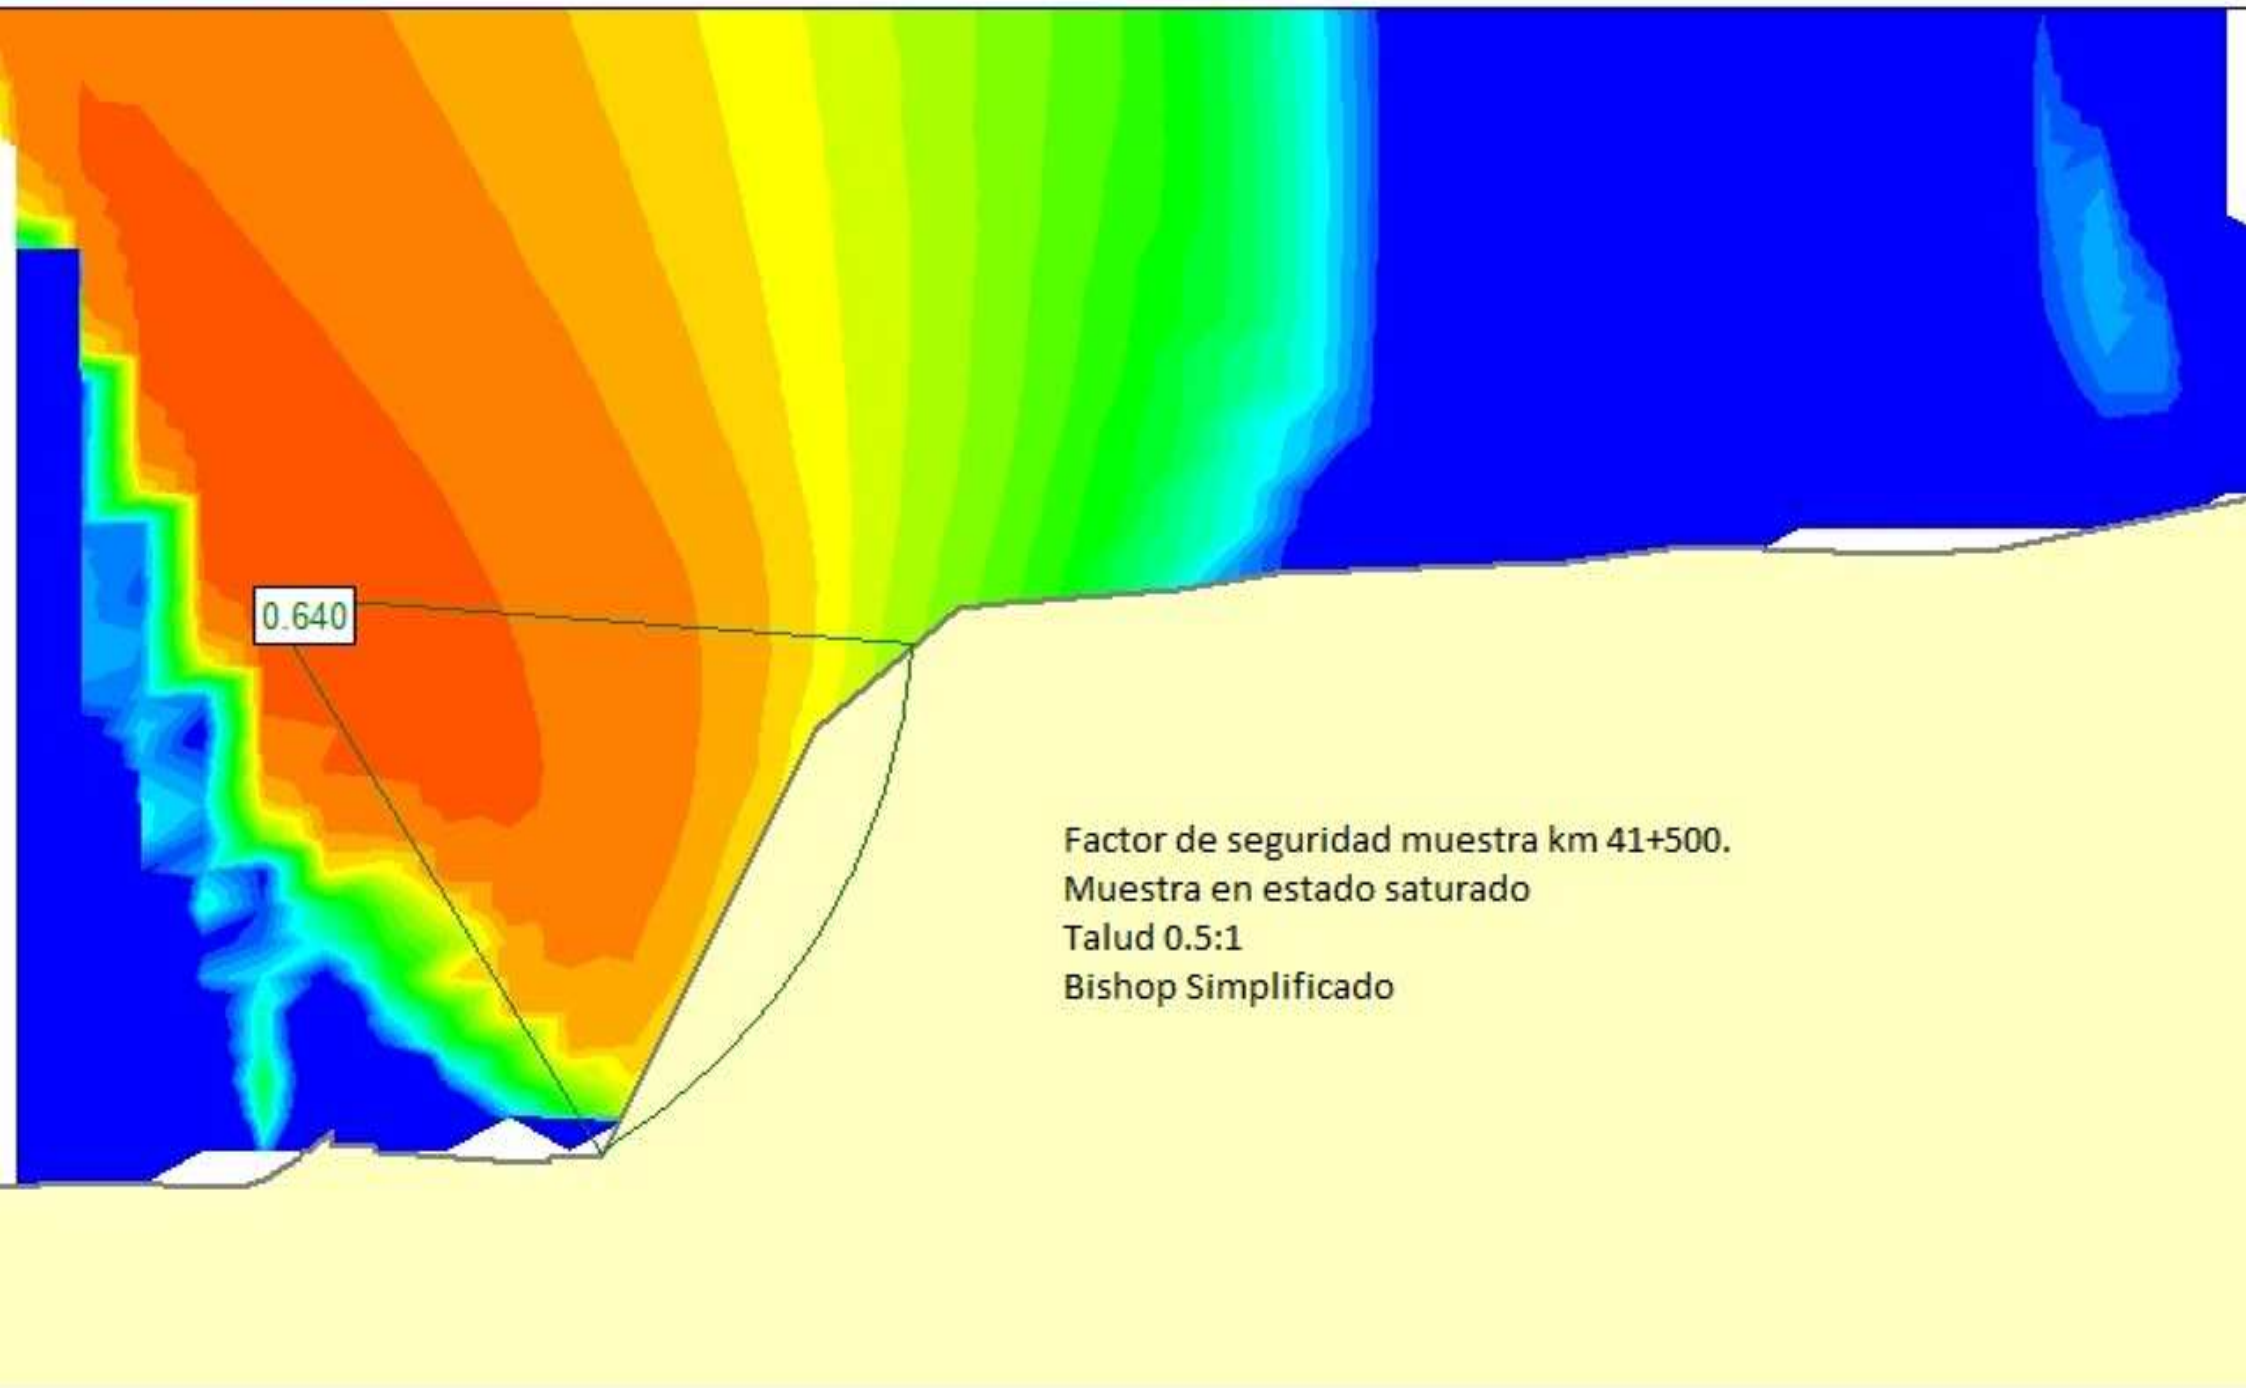 0.640
Factor de seguridad muestra km 41+500.
Muestra en estado saturado
Talud 0.5:1
Bishop Simplificado